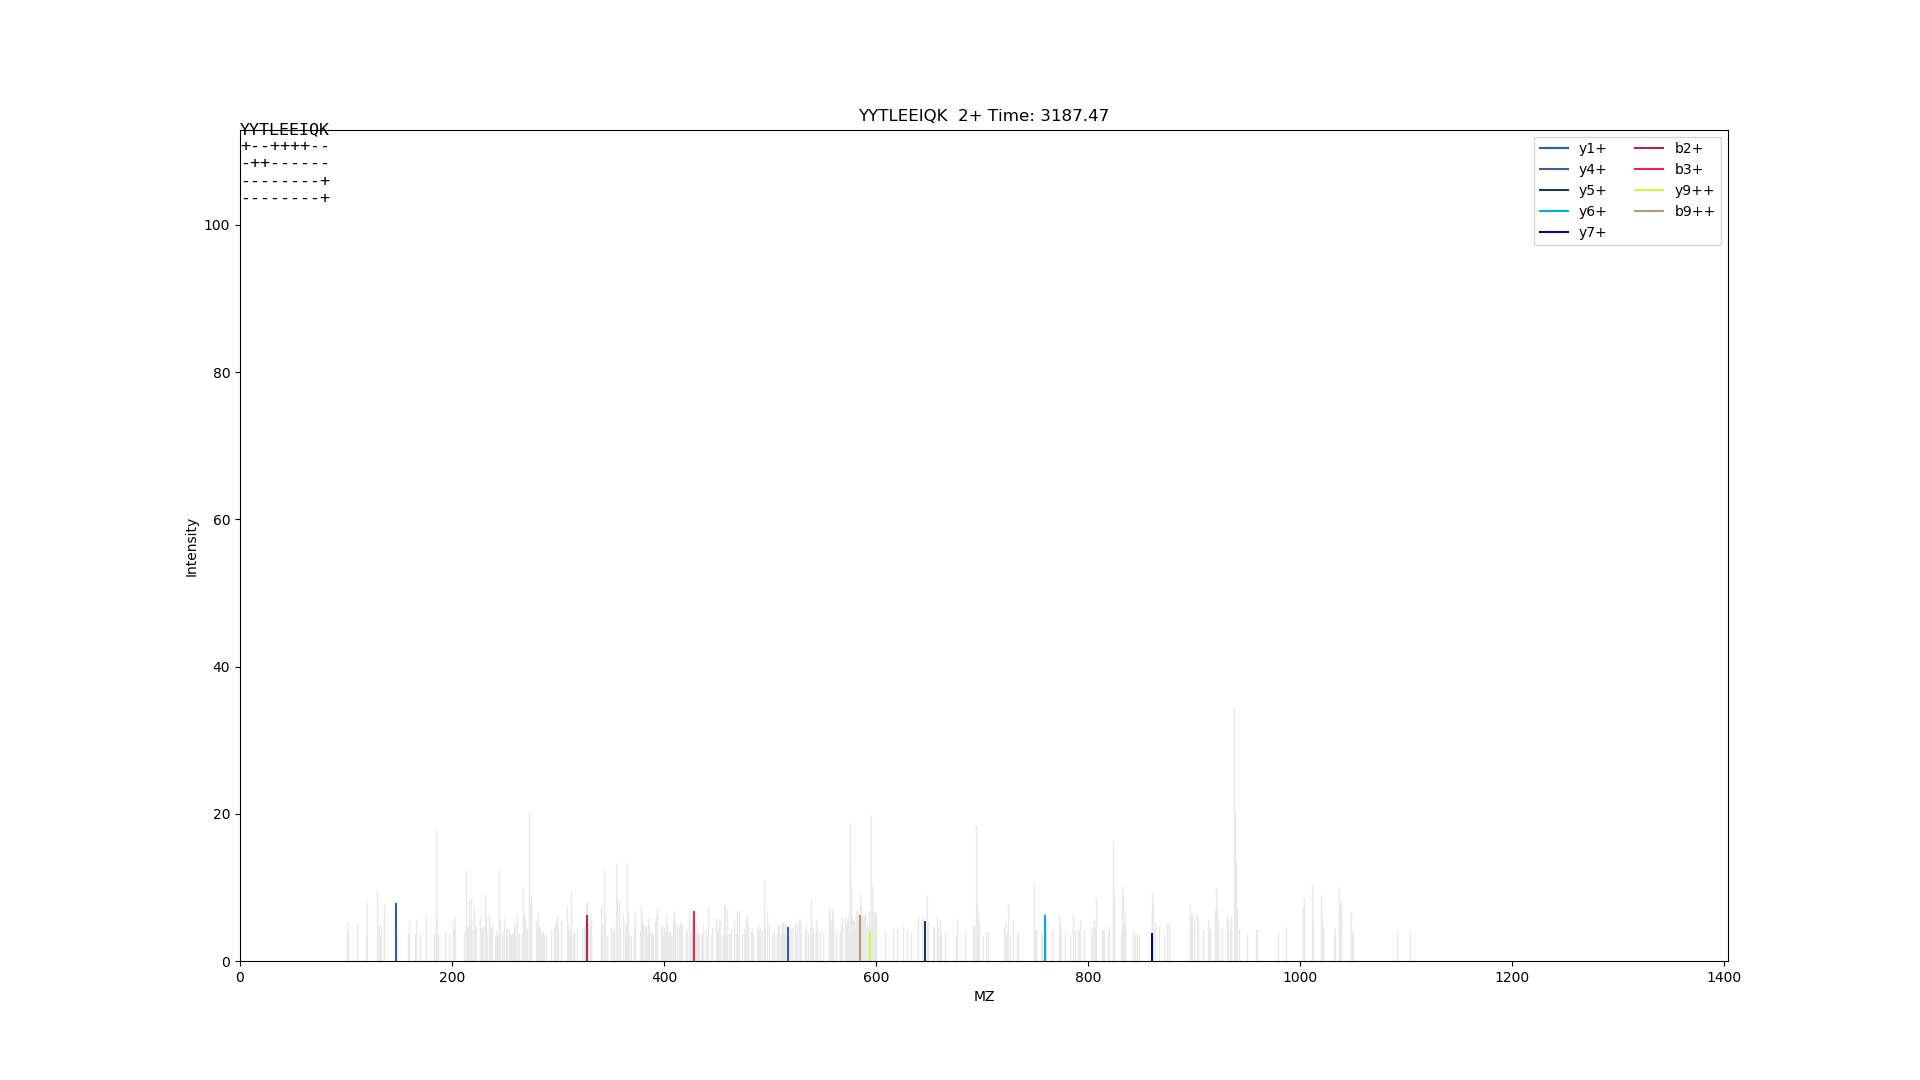 YYTLEEIQK 2+ Time: 3187.47
YYTLEEIQK
+--++++--
-++------
--------+
--------+
y1+
y4+
y5+
y6+
y7+
b2+
b3+
y9++
b9++
100
80
60
40
20
0
Intensity
0 200 400 600 800 1000 1200 1400
MZ